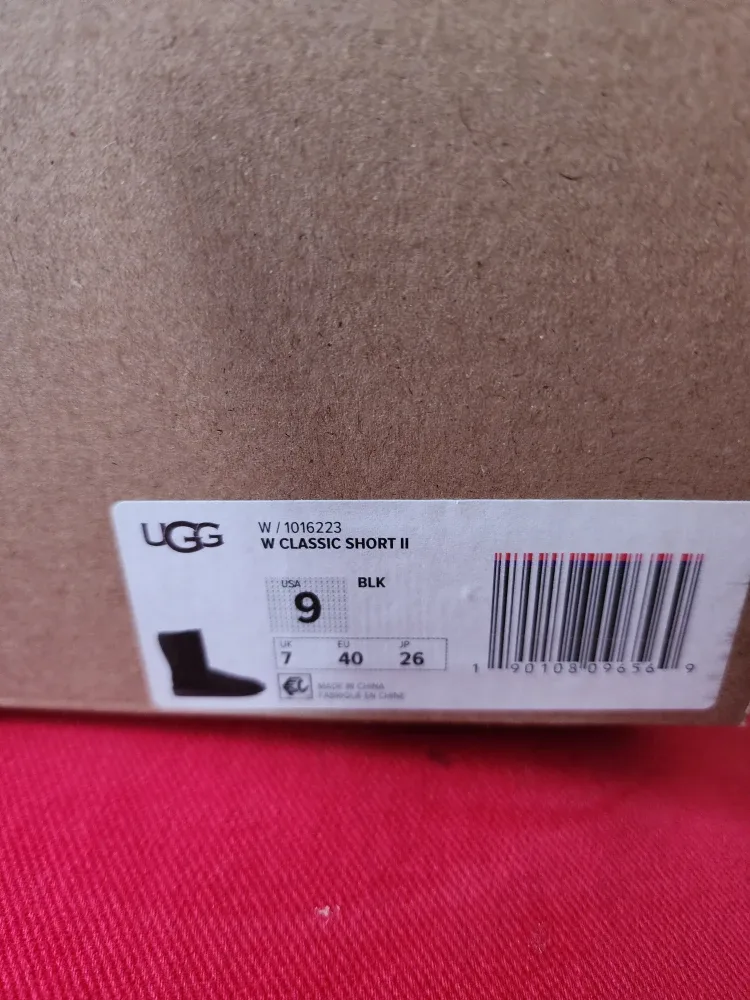 UGG
W / 1016223
W CLASSIC SHORT II
USA
9
BLK
UK EU JP
7 40 26
MADE IN CHINA
FABRIQUÉ EN CHINE
1 90108 09656 9